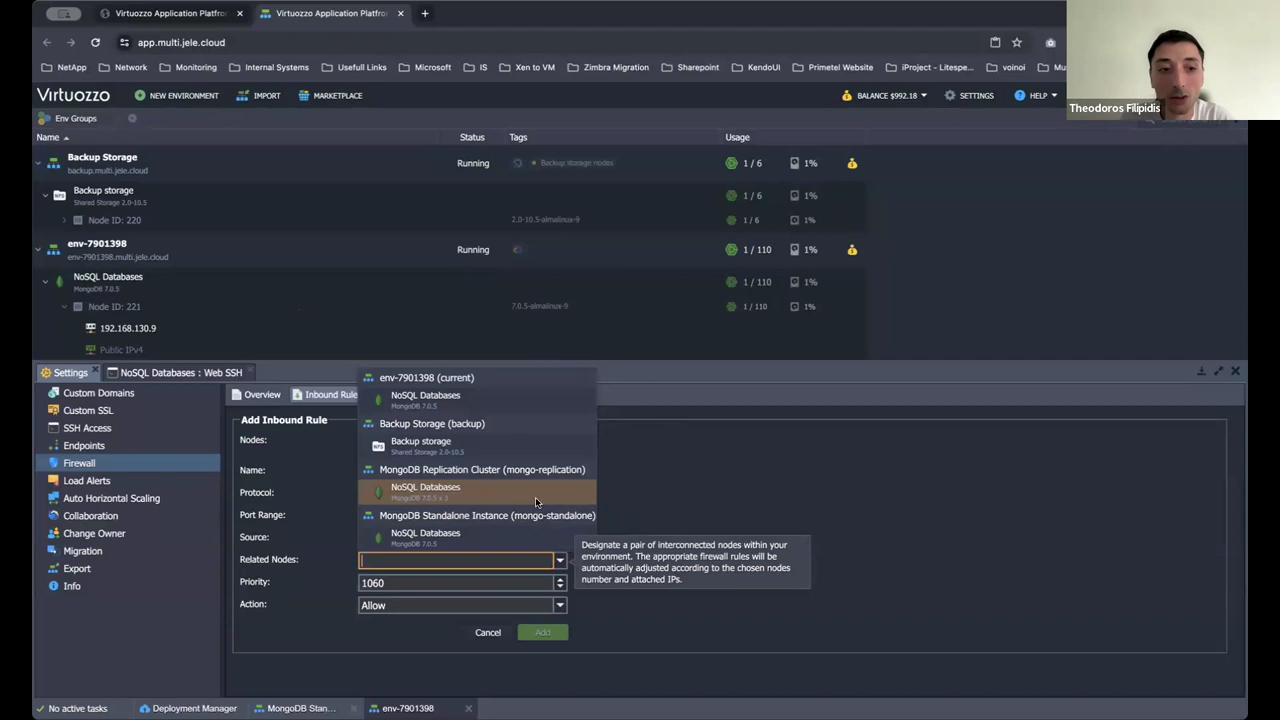 Virtuozzo Application Platfor
Virtuozzo Application Platfor
app.multi.jele.cloud
NetApp
Network
Monitoring
Internal Systems
Usefull Links
Microsoft
IS
Xen to VM
Zimbra Migration
Sharepoint
KendoUI
Primetel Website
iProject - Litespe...
voinoi
Mu
Theodoros Filipidis
Virtuozzo
NEW ENVIRONMENT
IMPORT
MARKETPLACE
BALANCE $992.18
SETTINGS
HELP
Env Groups
Name
Status
Tags
Usage
Backup Storage
backup.multi.jele.cloud
Running
Backup storage nodes
1 / 6
1%
Backup storage
Shared Storage 2.0-10.5
1 / 6
1%
Node ID: 220
2.0-10.5-almalinux-9
1 / 6
1%
env-7901398
env-7901398.multi.jele.cloud
Running
1 / 110
1%
NoSQL Databases
MongoDB 7.0.5
1 / 110
1%
Node ID: 221
7.0.5-almalinux-9
1 / 110
1%
192.168.130.9
Public IPv4
Settings
NoSQL Databases : Web SSH
Custom Domains
Custom SSL
SSH Access
Endpoints
Firewall
Load Alerts
Auto Horizontal Scaling
Collaboration
Change Owner
Migration
Export
Info
Overview
Inbound Rule
Add Inbound Rule
Nodes:
Name:
Protocol:
Port Range:
Source:
Related Nodes:
Priority:
1060
Action:
Allow
env-7901398 (current)
NoSQL Databases
MongoDB 7.0.5
Backup Storage (backup)
Backup storage
Shared Storage 2.0-10.5
MongoDB Replication Cluster (mongo-replication)
NoSQL Databases
MongoDB 7.0.5 x 3
MongoDB Standalone Instance (mongo-standalone)
NoSQL Databases
MongoDB 7.0.5
Designate a pair of interconnected nodes within your
environment. The appropriate firewall rules will be
automatically adjusted according to the chosen nodes
number and attached IPs.
Cancel
Add
No active tasks
Deployment Manager
MongoDB Stan...
env-7901398